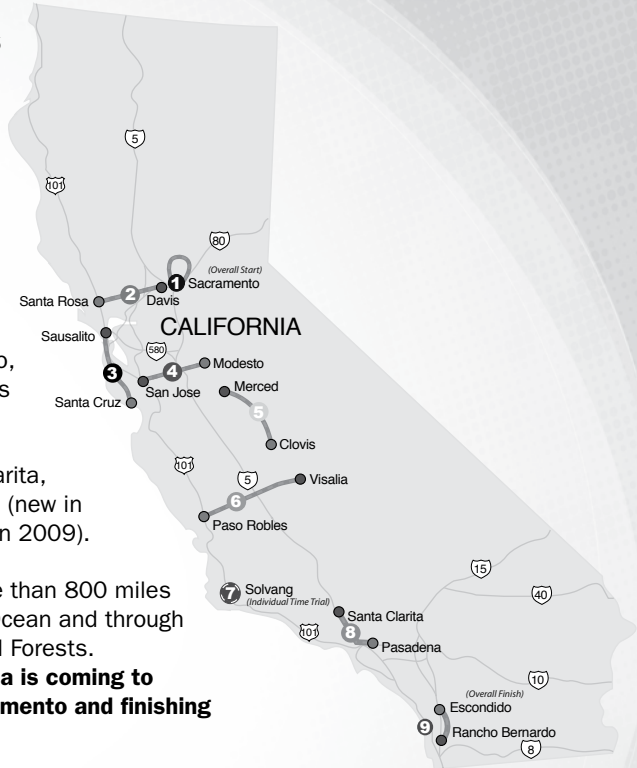 s
o,
s
arita,
(new in
n 2009).
e than 800 miles
Ocean and through
l Forests.
a is coming to
mento and finishing
5
101
80
(Overall Start)
1 Sacramento
2 Davis
Santa Rosa
CALIFORNIA
Sausalito
580
3
4
Modesto
San Jose
Merced
Santa Cruz
5
Clovis
101
5
Visalia
6
Paso Robles
15
40
7 Solvang
(Individual Time Trial)
101
Santa Clarita
8
Pasadena
10
(Overall Finish)
Escondido
9
Rancho Bernardo
8